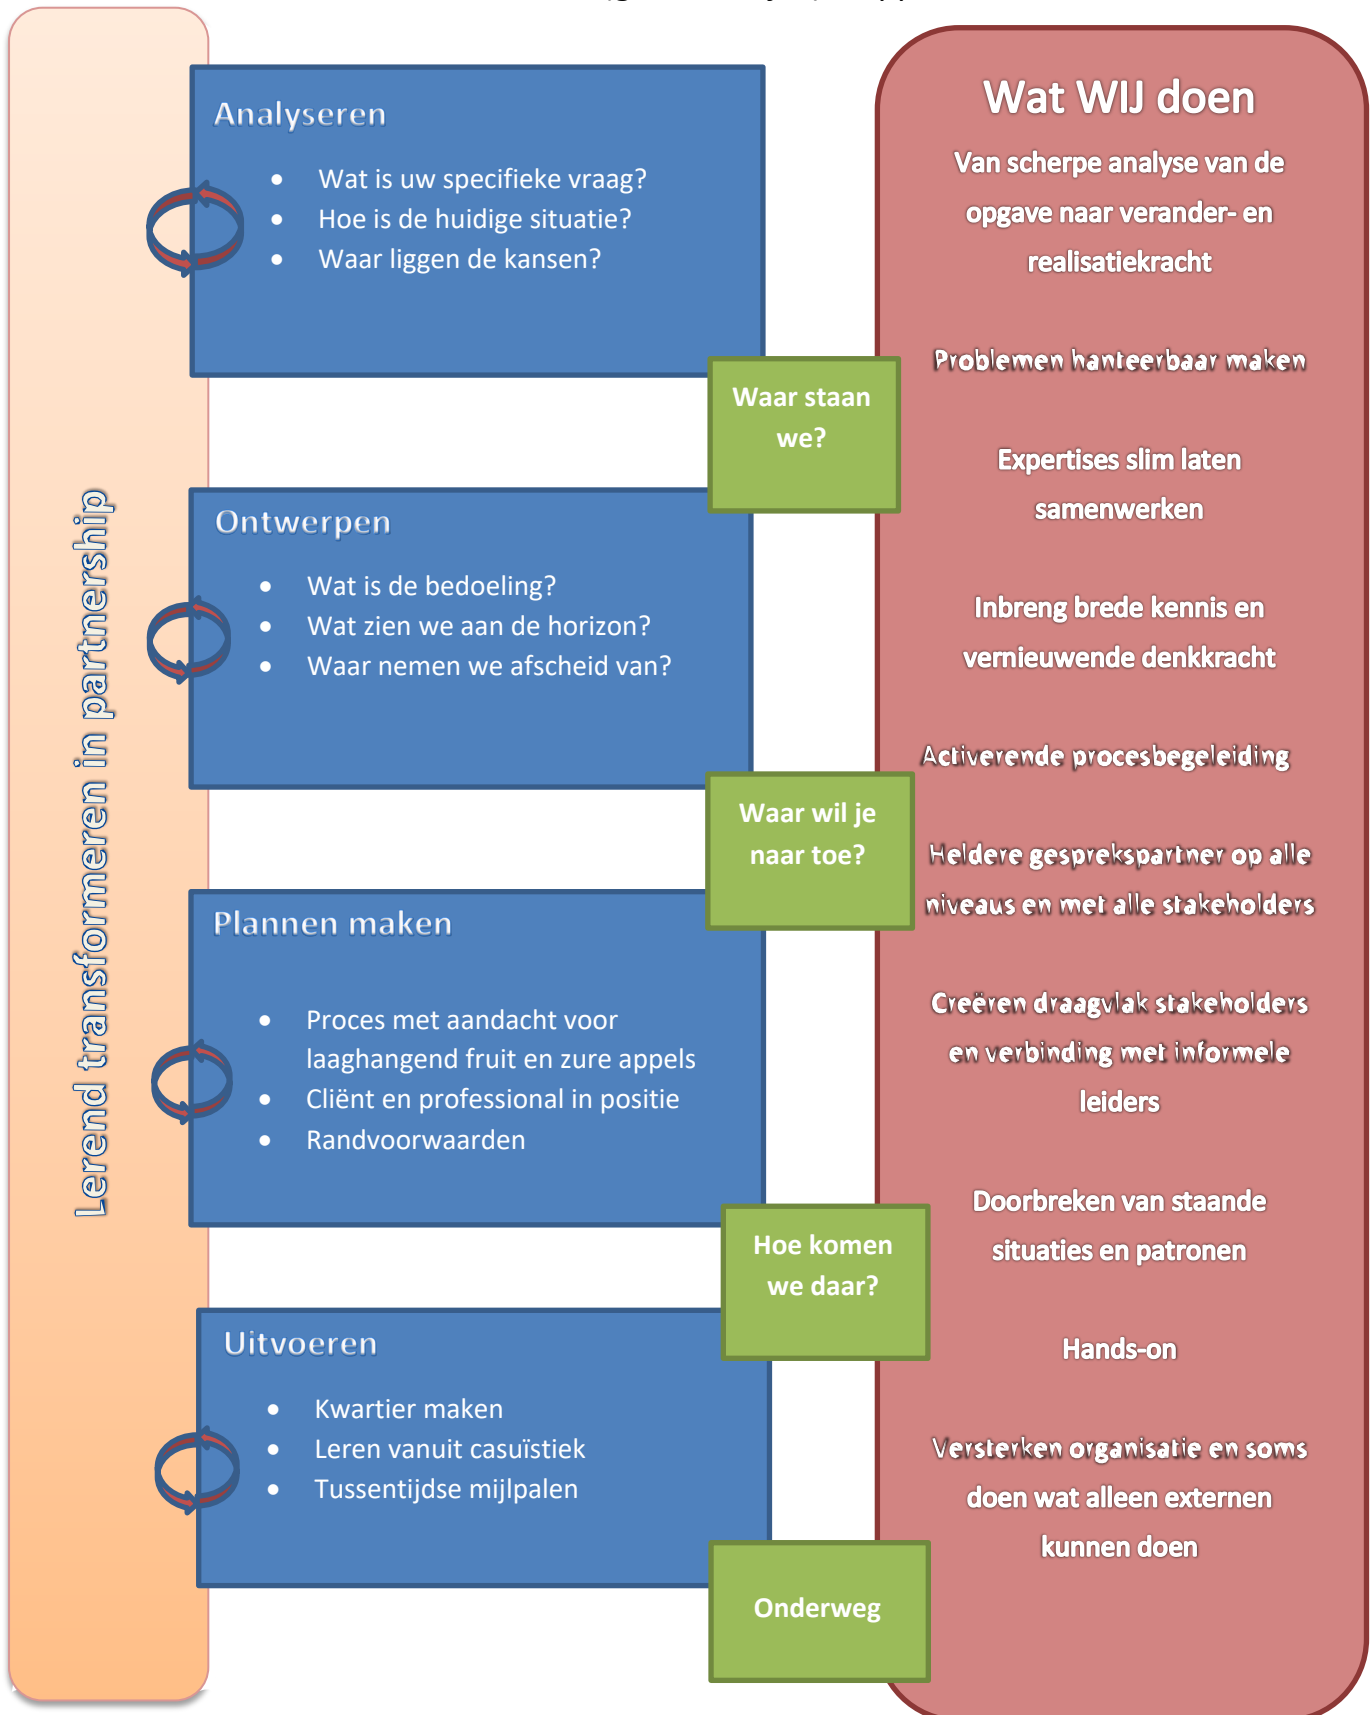 Lerend transformeren in partnership
Analyseren
• Wat is uw specifieke vraag?
• Hoe is de huidige situatie?
• Waar liggen de kansen?
Waar staan
we?
Ontwerpen
• Wat is de bedoeling?
• Wat zien we aan de horizon?
• Waar nemen we afscheid van?
Waar wil je
naar toe?
Plannen maken
• Proces met aandacht voor
laaghangend fruit en zure appels
• Cliënt en professional in positie
• Randvoorwaarden
Hoe komen
we daar?
Uitvoeren
• Kwartier maken
• Leren vanuit casuïstiek
• Tussentijdse mijlpalen
Onderweg
Wat WIJ doen
Van scherpe analyse van de
opgave naar verander- en
realisatiekracht
Problemen hanteerbaar maken
Expertises slim laten
samenwerken
Inbreng brede kennis en
vernieuwende denkkracht
Activerende procesbegeleiding
Heldere gesprekspartner op alle
niveaus en met alle stakeholders
Creëren draagvlak stakeholders
en verbinding met informele
leiders
Doorbreken van staande
situaties en patronen
Hands-on
Versterken organisatie en soms
doen wat alleen externen
kunnen doen